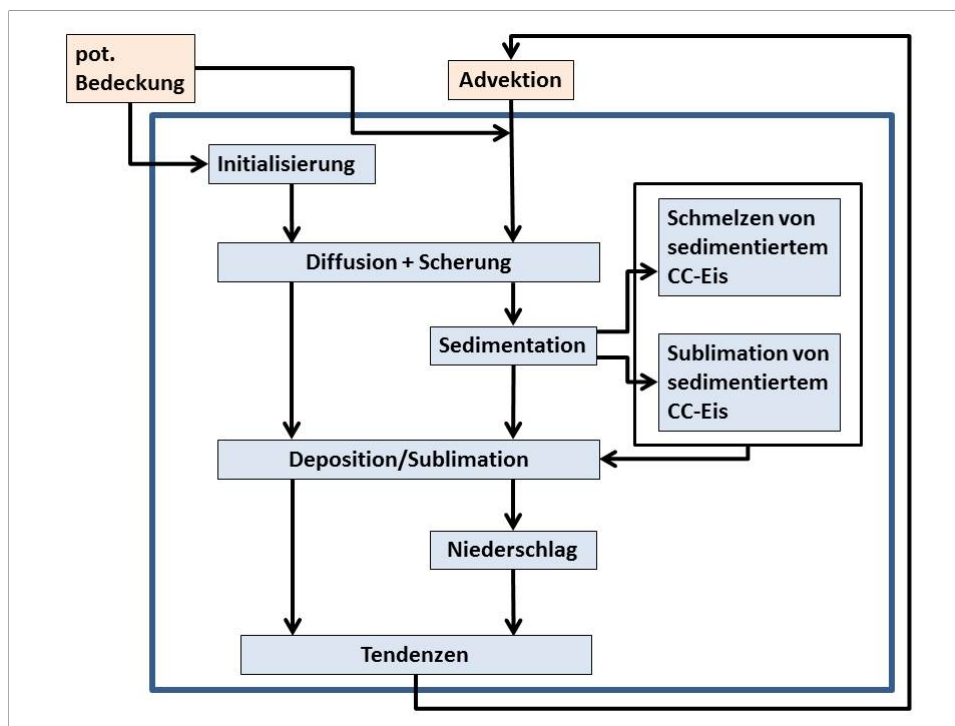 pot.
Bedeckung
Advektion
Initialisierung
Schmelzen von
sedimentiertem
CC-Eis
Diffusion + Scherung
Sedimentation
Sublimation von
sedimentiertem
CC-Eis
Deposition/Sublimation
Niederschlag
Tendenzen